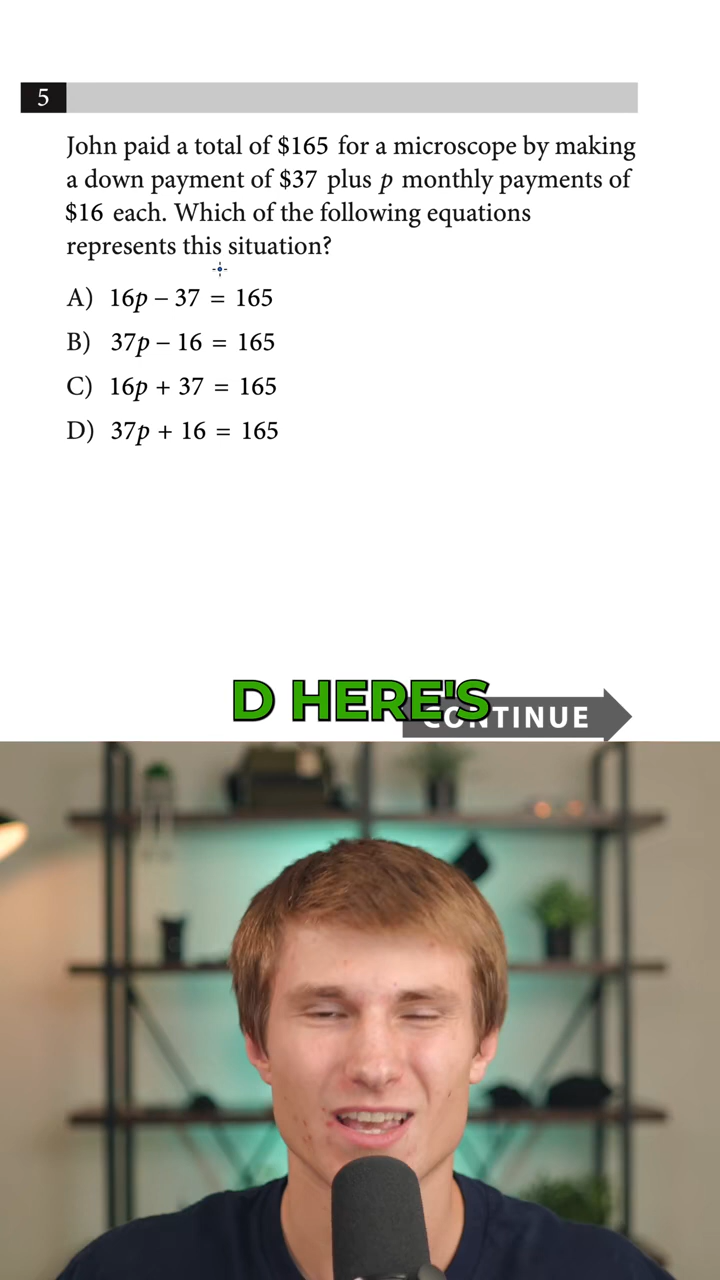 5
John paid a total of $165 for a microscope by making
a down payment of $37 plus p monthly payments of
$16 each. Which of the following equations
represents this situation?
A) 16p – 37 = 165
B) 37p – 16 = 165
C) 16p + 37 = 165
D) 37p + 16 = 165
D HERE'S
CONTINUE